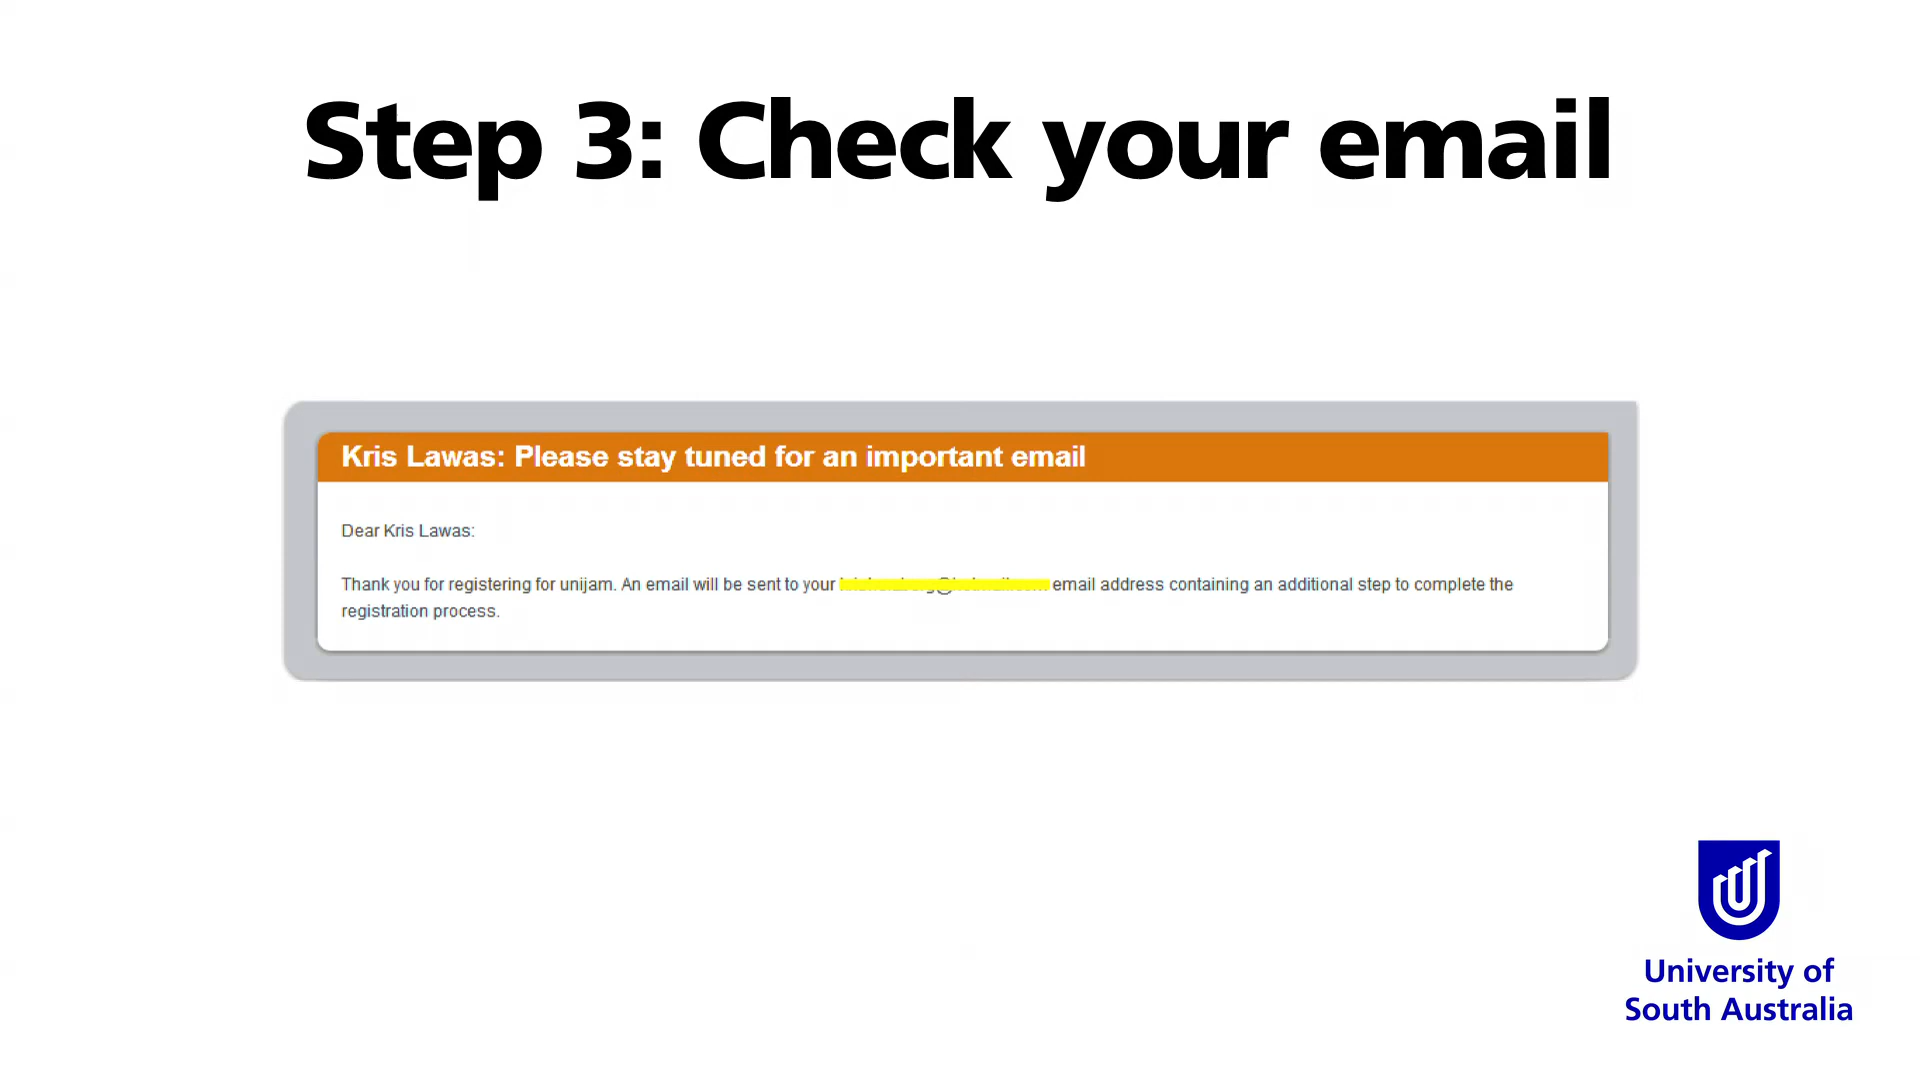 Step 3: Check your email
Kris Lawas: Please stay tuned for an important email
Dear Kris Lawas:
Thank you for registering for unijam. An email will be sent to your email address containing an additional step to complete the
registration process.
University of
South Australia